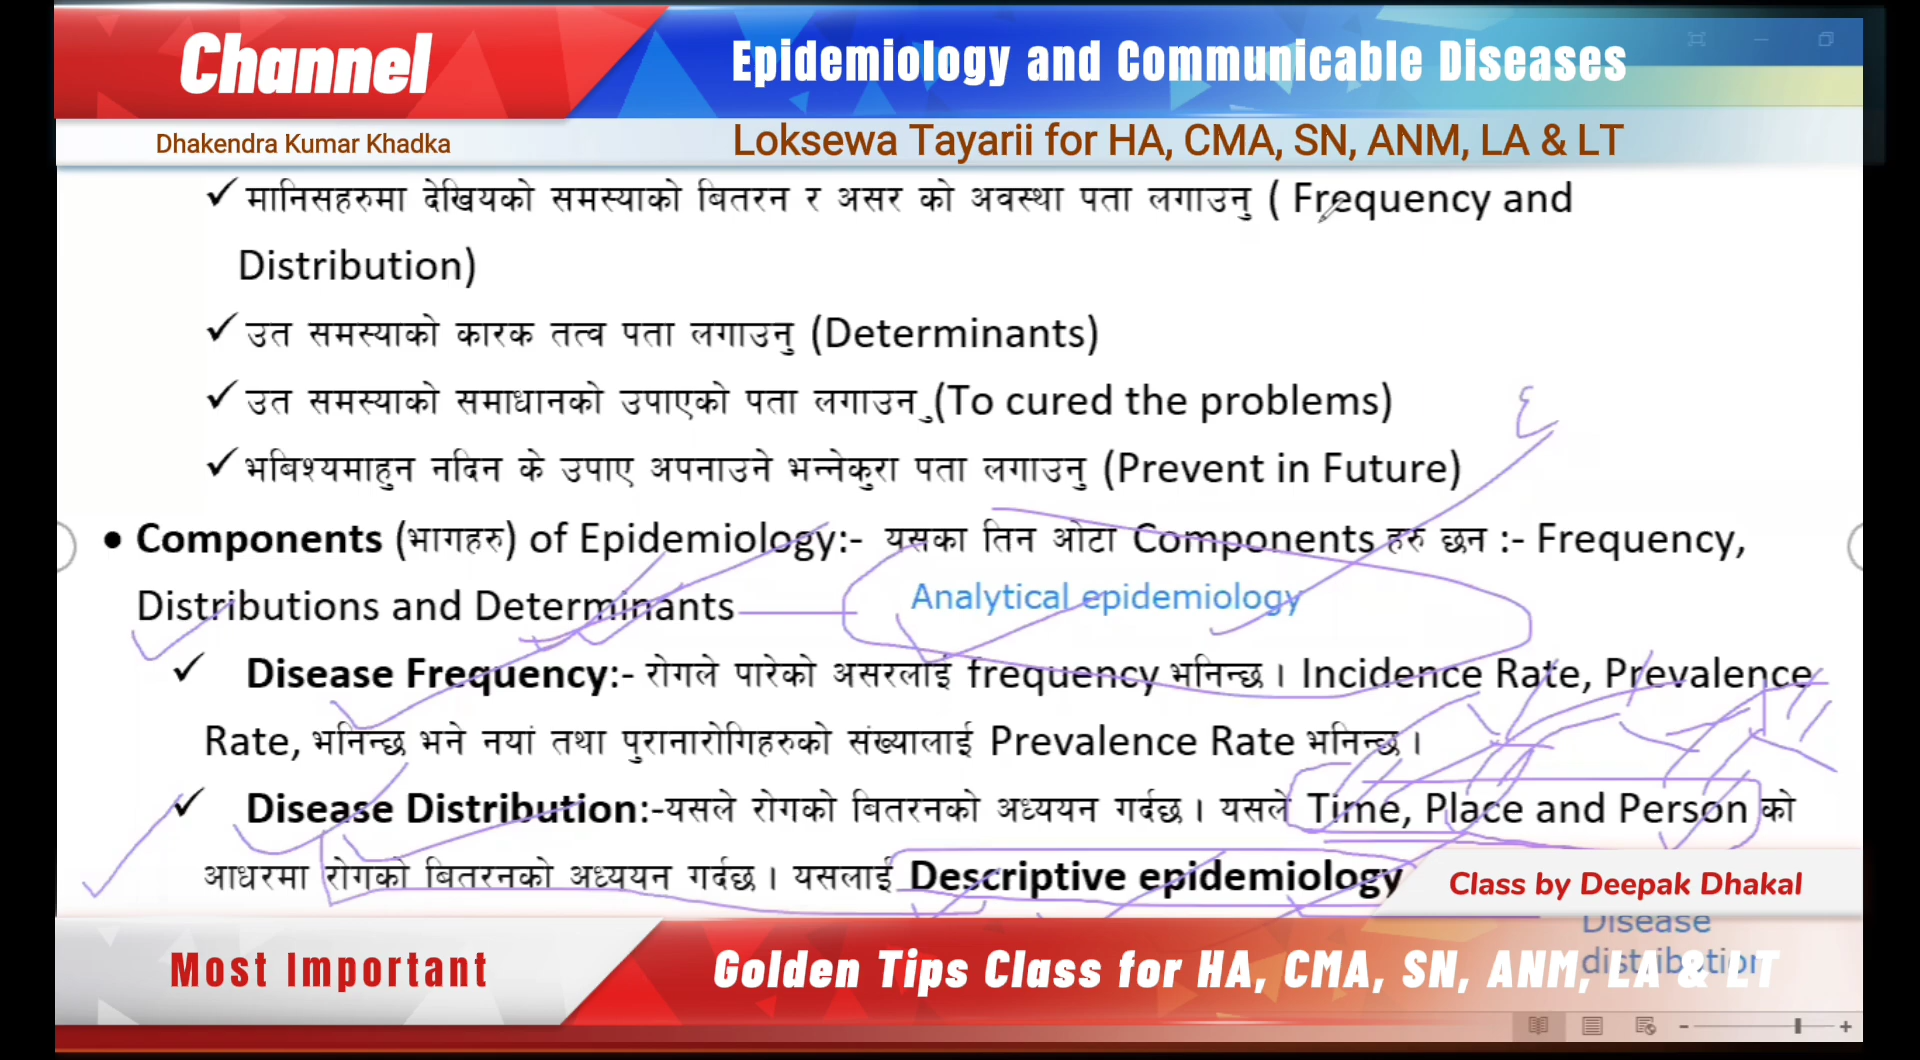 Channel
Epidemiology and Communicable Diseases
Dhakendra Kumar Khadka
Loksewa Tayarii for HA, CMA, SN, ANM, LA & LT
✓ मानिसहरुमा देखियको समस्याको बितरन र असर को अवस्था पता लगाउनु ( Frequency and
Distribution)
✓ उत समस्याको कारक तत्व पता लगाउनु (Determinants)
✓ उत समस्याको समाधानको उपाएको पता लगाउनु (To cured the problems)
✓ भबिश्यमाहुन नदिन के उपाए अपनाउने भन्नेकुरा पता लगाउनु (Prevent in Future)
• Components (भागहरु) of Epidemiology:- यसका तिन ओटा Components हरु छन :- Frequency,
Distributions and Determinants
Analytical epidemiology
✓ Disease Frequency:- रोगले पारेको असरलाई frequency भनिन्छ । Incidence Rate, Prevalence
Rate, भनिन्छ भने नयां तथा पुरानारोगिहरुको संख्यालाई Prevalence Rate भनिन्छ ।
✓ Disease Distribution:-यसले रोगको बितरनको अध्ययन गर्दछ । यसले Time, Place and Person को
आधरमा रोगको बितरनको अध्ययन गर्दछ । यसलाई Descriptive epidemiology
Class by Deepak Dhakal
Disease
distribution
Most Important
Golden Tips Class for HA, CMA, SN, ANM, LA & LT